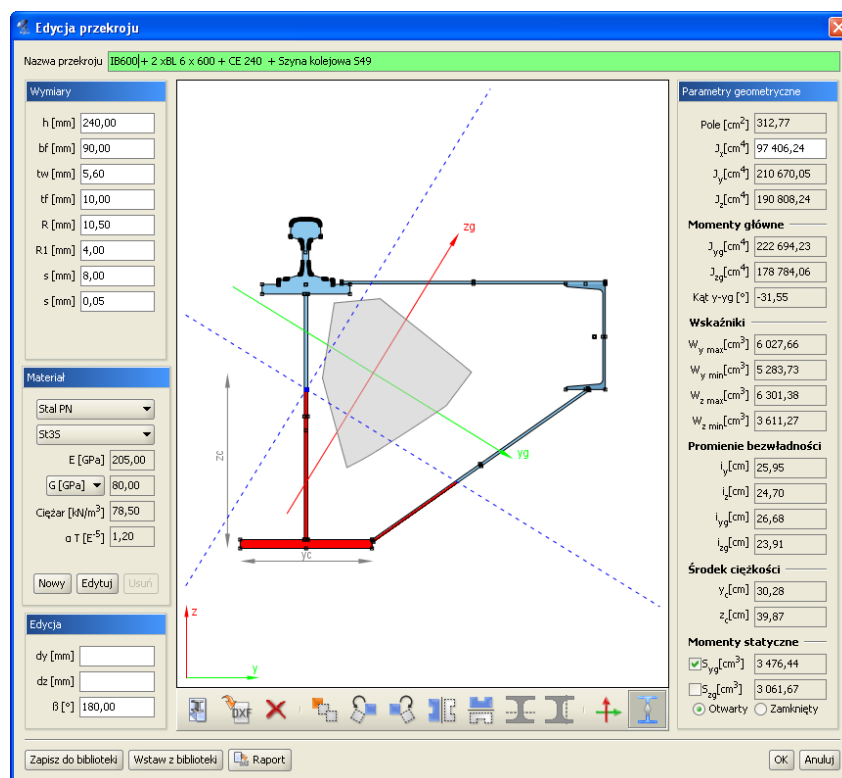 Edycja przekroju
Nazwa przekroju IB600 + 2 xBL 6 x 600 + CE 240 + Szyna kolejowa S49
Wymiary
h [mm] 240,00
bf [mm] 90,00
tw [mm] 5,60
tf [mm] 10,00
R [mm] 10,50
R1 [mm] 4,00
s [mm] 8,00
s [mm] 0,05
Materiał
Stal PN
St3S
E [GPa] 205,00
G [GPa] 80,00
Ciężar [kN/m³] 78,50
α T [E⁻⁵] 1,20
Nowy Edytuj Usuń
Edycja
dy [mm]
dz [mm]
β [°] 180,00
zg
yg
zc
yc
z
y
DXF
Parametry geometryczne
Pole [cm²] 312,77
Jx[cm⁴] 97 406,24
Jy[cm⁴] 210 670,05
Jz[cm⁴] 190 808,24
Momenty główne
Jyg[cm⁴] 222 694,23
Jzg[cm⁴] 178 784,06
Kąt y-yg [°] -31,55
Wskaźniki
Wy max[cm³] 6 027,66
Wy min[cm³] 5 283,73
Wz max[cm³] 6 301,38
Wz min[cm³] 3 611,27
Promienie bezwładności
iy[cm] 25,95
iz[cm] 24,70
iyg[cm] 26,68
izg[cm] 23,91
Środek ciężkości
yc[cm] 30,28
zc[cm] 39,87
Momenty statyczne
Syg[cm³] 3 476,44
Szg[cm³] 3 061,67
Otwarty Zamknięty
Zapisz do biblioteki Wstaw z biblioteki Raport
OK Anuluj